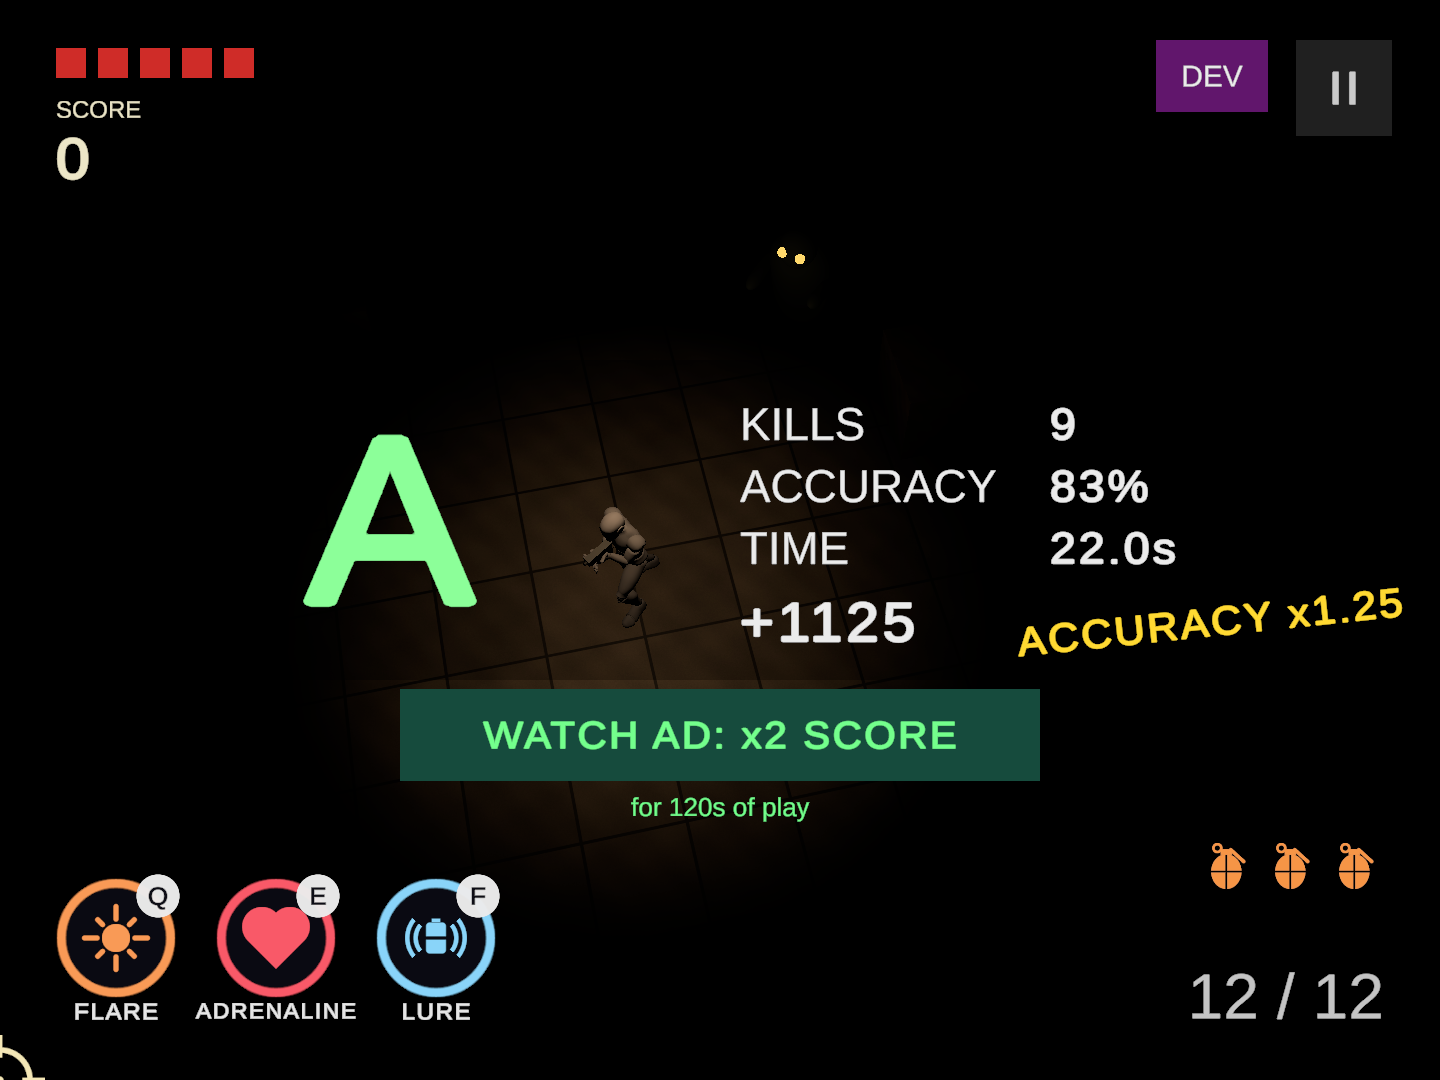 SCORE
0
DEV
A
KILLS 9
ACCURACY 83%
TIME 22.0s
+1125
ACCURACY x1.25
WATCH AD: x2 SCORE
for 120s of play
Q
E
F
FLARE
ADRENALINE
LURE
12 / 12